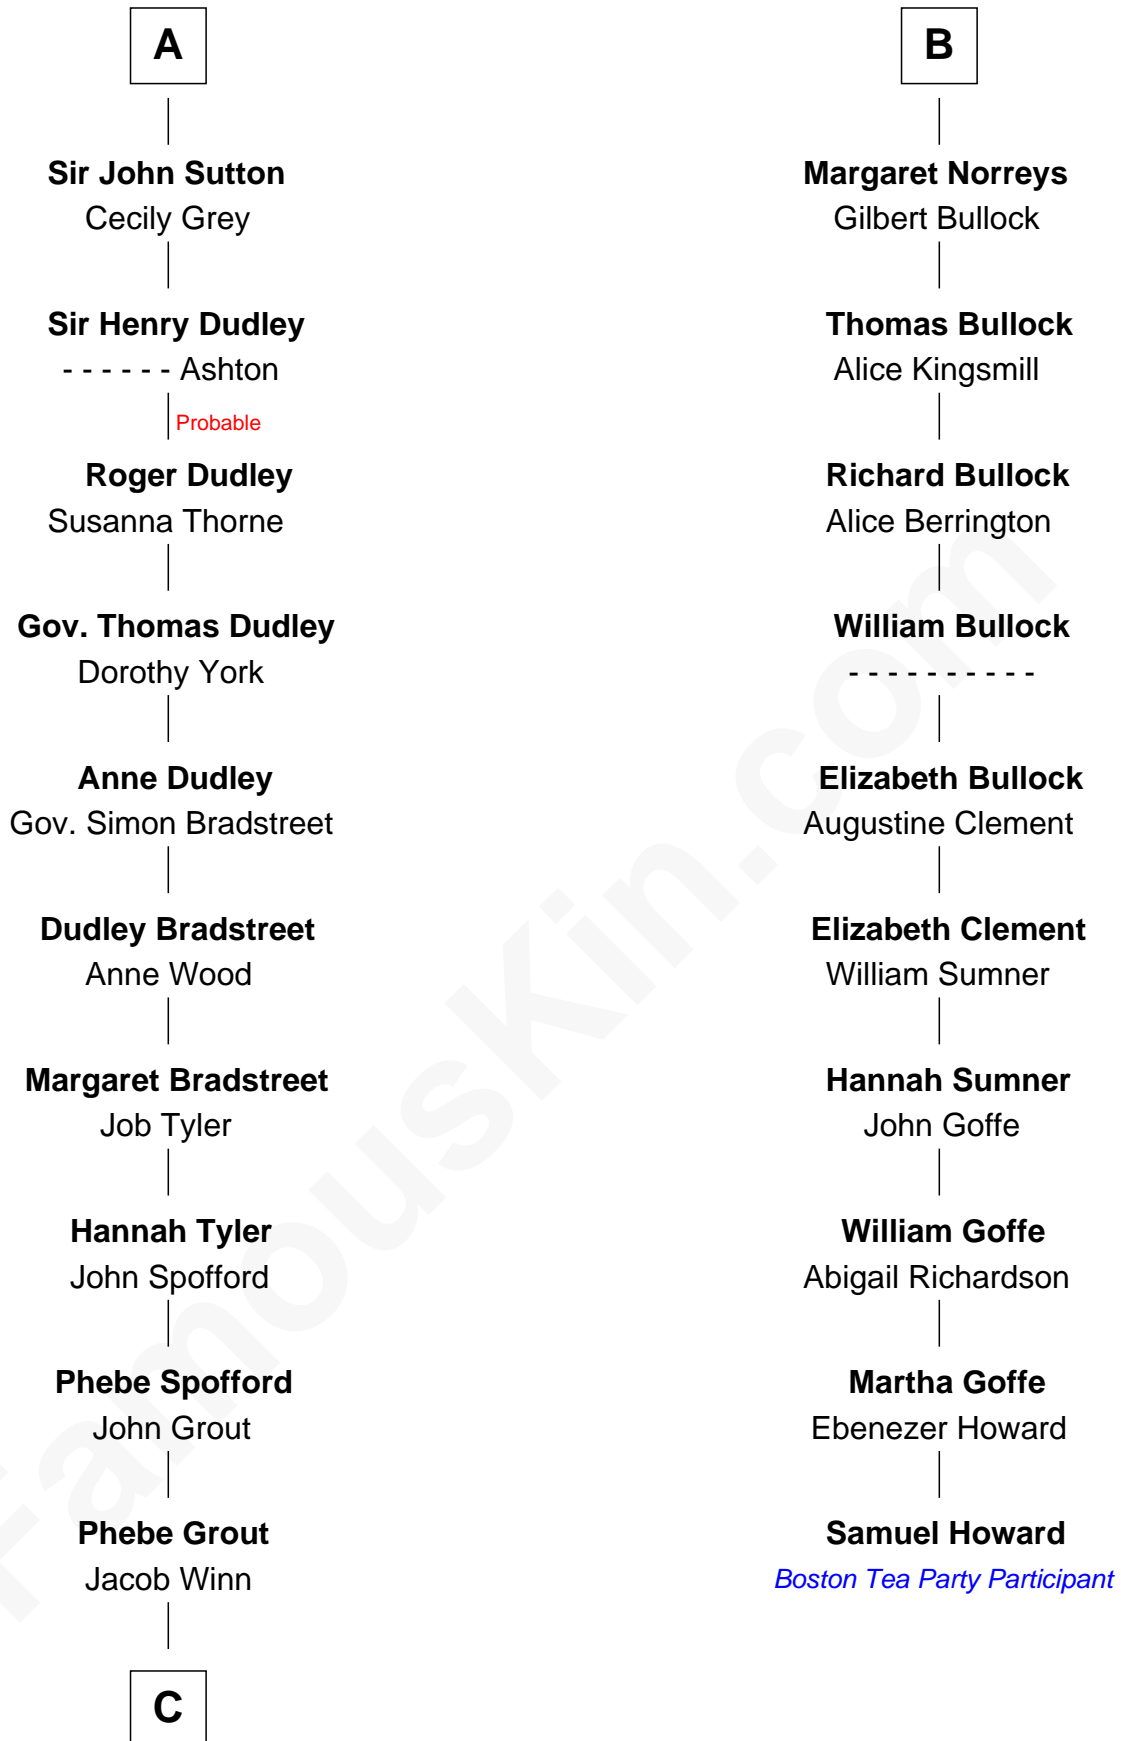 A
Sir John Sutton
Cecily Grey
Sir Henry Dudley
- - - - - - Ashton
Probable
Roger Dudley
Susanna Thorne
Gov. Thomas Dudley
Dorothy York
Anne Dudley
Gov. Simon Bradstreet
Dudley Bradstreet
Anne Wood
Margaret Bradstreet
Job Tyler
Hannah Tyler
John Spofford
Phebe Spofford
John Grout
Phebe Grout
Jacob Winn
C
B
Margaret Norreys
Gilbert Bullock
Thomas Bullock
Alice Kingsmill
Richard Bullock
Alice Berrington
William Bullock
- - - - - - - - - -
Elizabeth Bullock
Augustine Clement
Elizabeth Clement
William Sumner
Hannah Sumner
John Goffe
William Goffe
Abigail Richardson
Martha Goffe
Ebenezer Howard
Samuel Howard
Boston Tea Party Participant
FamousKin.com